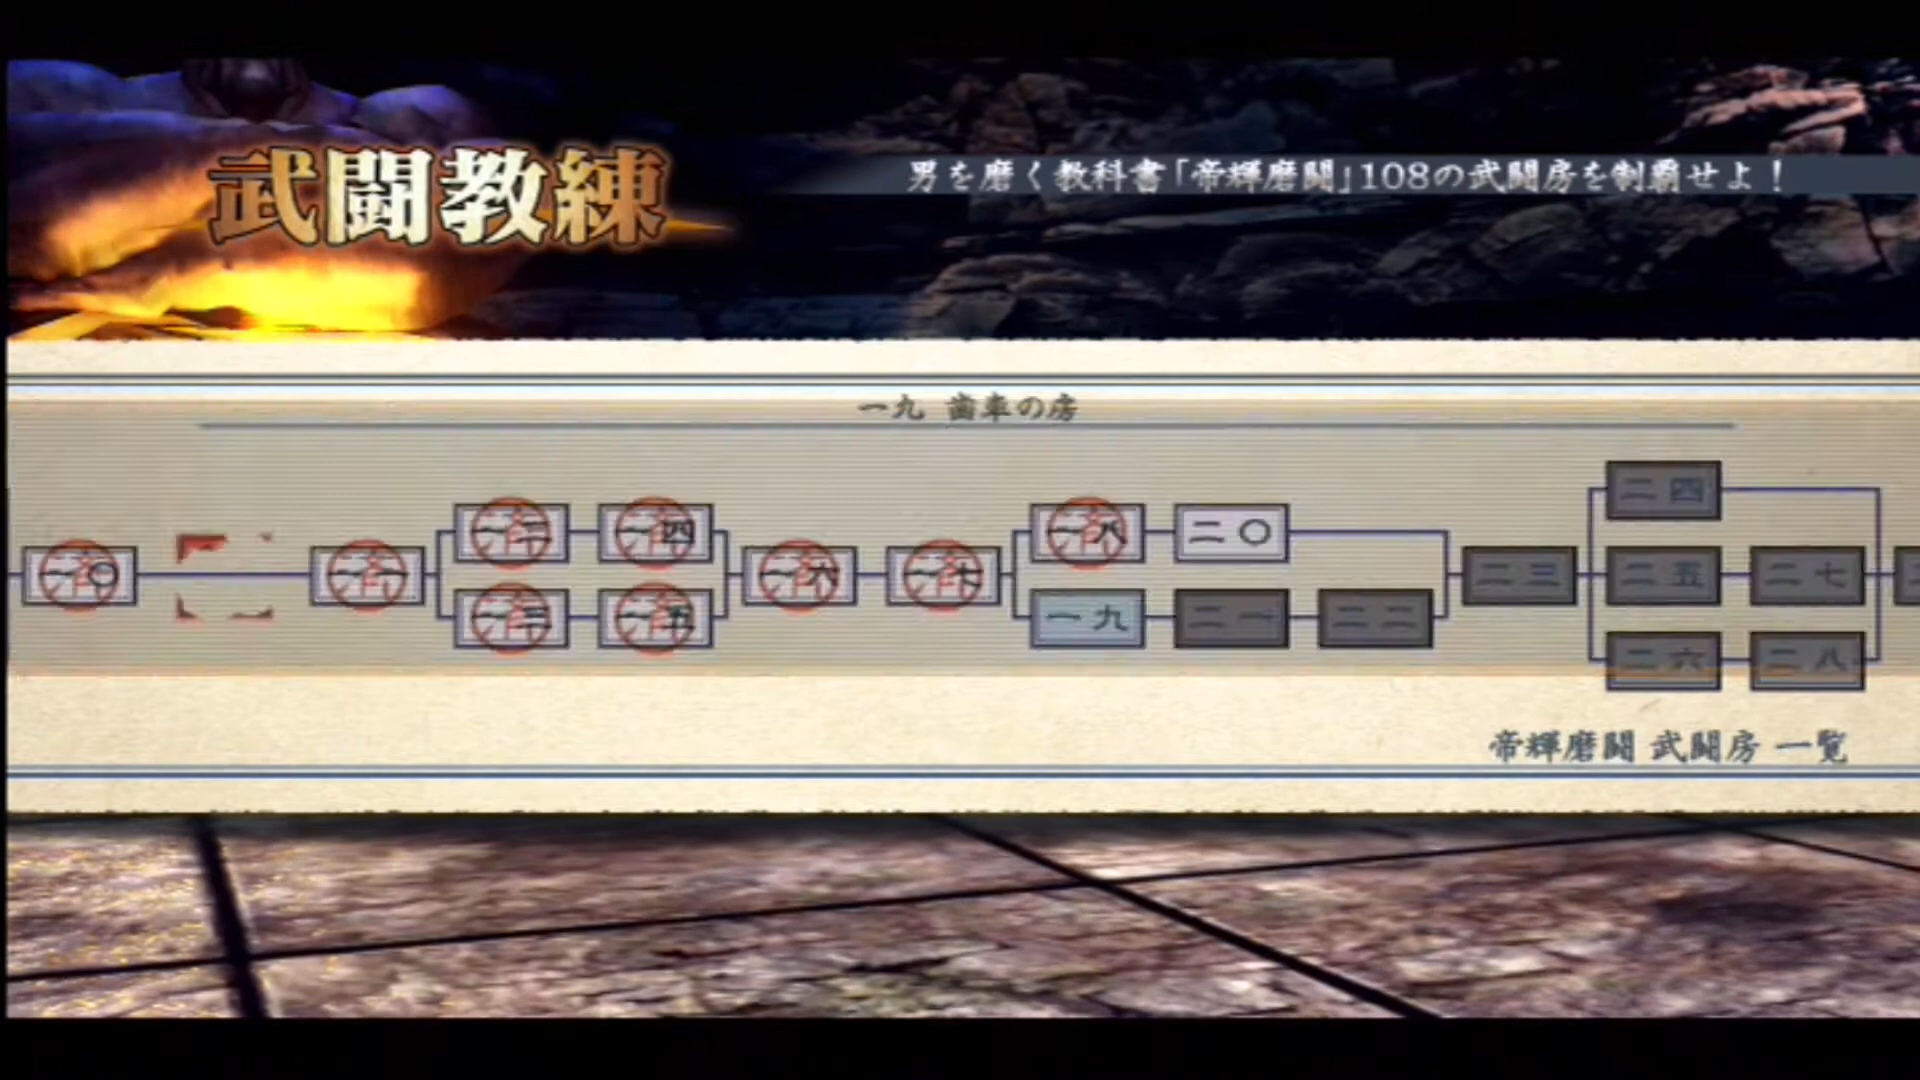 武闘教練
男を磨く教科書「帝輝磨闘」108の武闘房を制覇せよ！
一九 歯車の房
二四
一二 一四 一八 二〇
一〇 一一 一六 一七 二三 二五 二七
一三 一五 一九 二一 二二
二六 二八
帝輝磨闘 武闘房 一覧